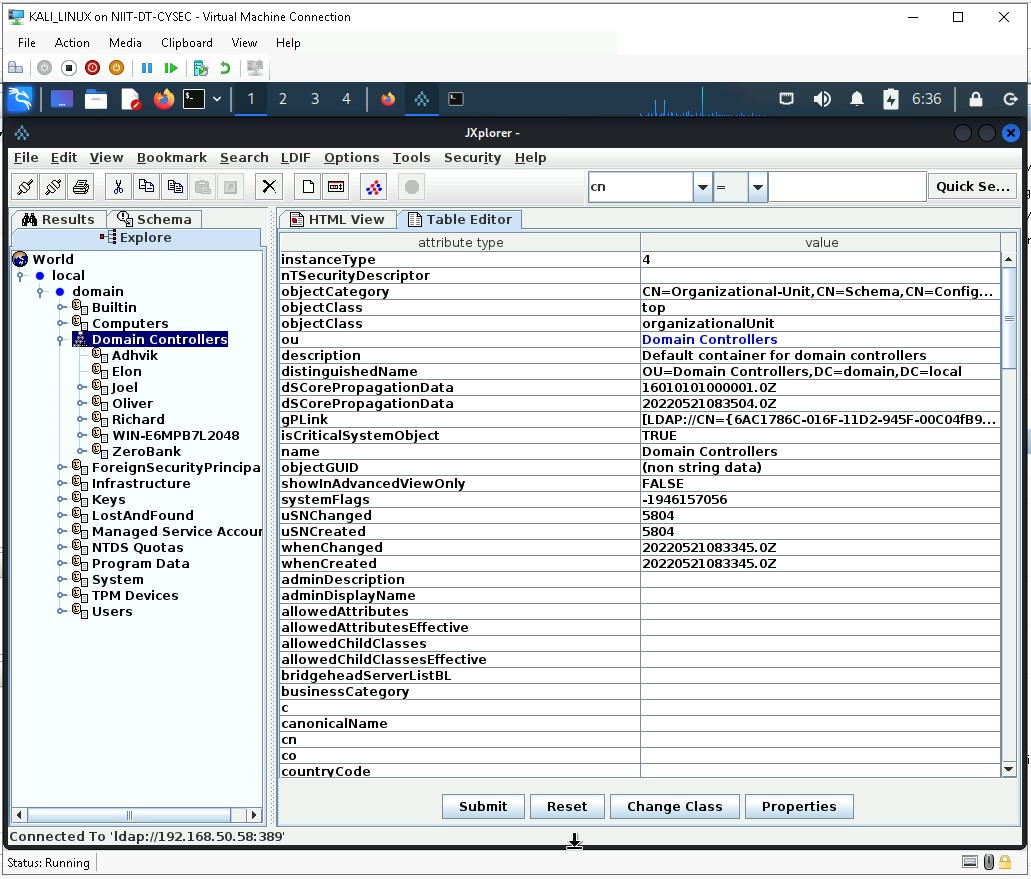 KALI_LINUX on NIIT-DT-CYSEC - Virtual Machine Connection
File Action Media Clipboard View Help
1 2 3 4 6:36
JXplorer -
File Edit View Bookmark Search LDIF Options Tools Security Help
cn = Quick Se...
Results Schema
Explore
HTML View Table Editor
World
local
domain
Builtin
Computers
Domain Controllers
Adhvik
Elon
Joel
Oliver
Richard
WIN-E6MPB7L2048
ZeroBank
ForeignSecurityPrincipa
Infrastructure
Keys
LostAndFound
Managed Service Accour
NTDS Quotas
Program Data
System
TPM Devices
Users
attribute type value
instanceType 4
nTSecurityDescriptor
objectCategory CN=Organizational-Unit,CN=Schema,CN=Config...
objectClass top
objectClass organizationalUnit
ou Domain Controllers
description Default container for domain controllers
distinguishedName OU=Domain Controllers,DC=domain,DC=local
dSCorePropagationData 16010101000001.0Z
dSCorePropagationData 20220521083504.0Z
gPLink [LDAP://CN={6AC1786C-016F-11D2-945F-00C04fB9...
isCriticalSystemObject TRUE
name Domain Controllers
objectGUID (non string data)
showInAdvancedViewOnly FALSE
systemFlags -1946157056
uSNChanged 5804
uSNCreated 5804
whenChanged 20220521083345.0Z
whenCreated 20220521083345.0Z
adminDescription
adminDisplayName
allowedAttributes
allowedAttributesEffective
allowedChildClasses
allowedChildClassesEffective
bridgeheadServerListBL
businessCategory
c
canonicalName
cn
co
countryCode
Submit Reset Change Class Properties
Connected To 'ldap://192.168.50.58:389'
Status: Running